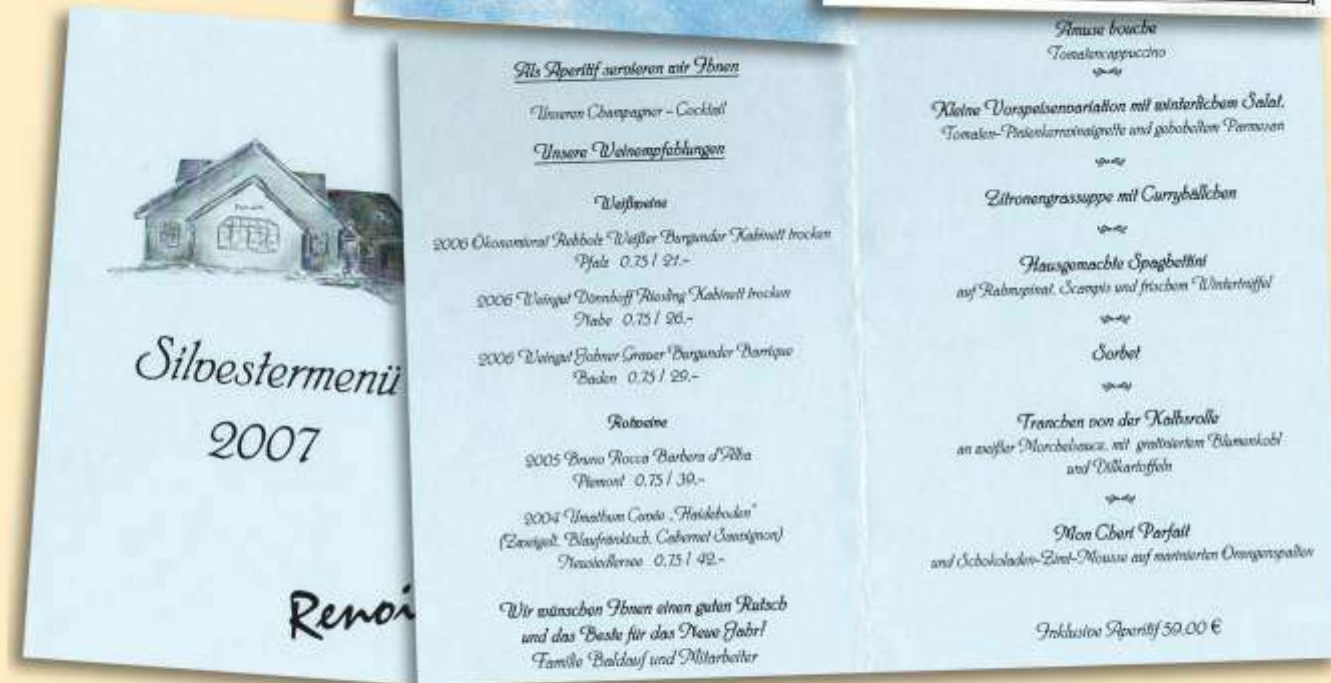 Silvestermenü
2007
Renoi
Als Aperitif servieren wir Ihnen
Unseren Champagner – Cocktail
Unsere Weinempfehlungen
Weißweine
2006 Ökonomierat Rebholz Weißer Burgunder Kabinett trocken
Pfalz 0,75 l 21.-
2006 Weingut Dönnhoff Riesling Kabinett trocken
Nahe 0,75 l 26.-
2006 Weingut Johner Grauer Burgunder Barrique
Baden 0,75 l 29.-
Rotweine
2005 Bruno Rocca Barbera d'Alba
Piemont 0,75 l 39.-
2004 Umathum Cuvée „Haideboden“
(Zweigelt, Blaufränkisch, Cabernet Sauvignon)
Neusiedlersee 0,75 l 42.-
Wir wünschen Ihnen einen guten Rutsch
und das Beste für das Neue Jahr!
Familie Baldauf und Mitarbeiter
Amuse bouche
Tomatencappuccino
Kleine Vorspeisenvariation mit winterlichem Salat,
Tomaten-Pinienkernvinaigrette und gehobeltem Parmesan
Zitronengrassuppe mit Currybällchen
Hausgemachte Spaghettini
auf Rahmspinat, Scampis und frischem Wintertrüffel
Sorbet
Tranchen von der Kalbsrolle
an weißer Morchelsauce, mit gratiniertem Blumenkohl
und Dillkartoffeln
Mon Cheri Parfait
und Schokoladen-Zimt-Mousse auf marinierten Orangenspalten
Inklusive Aperitif 59.00 €